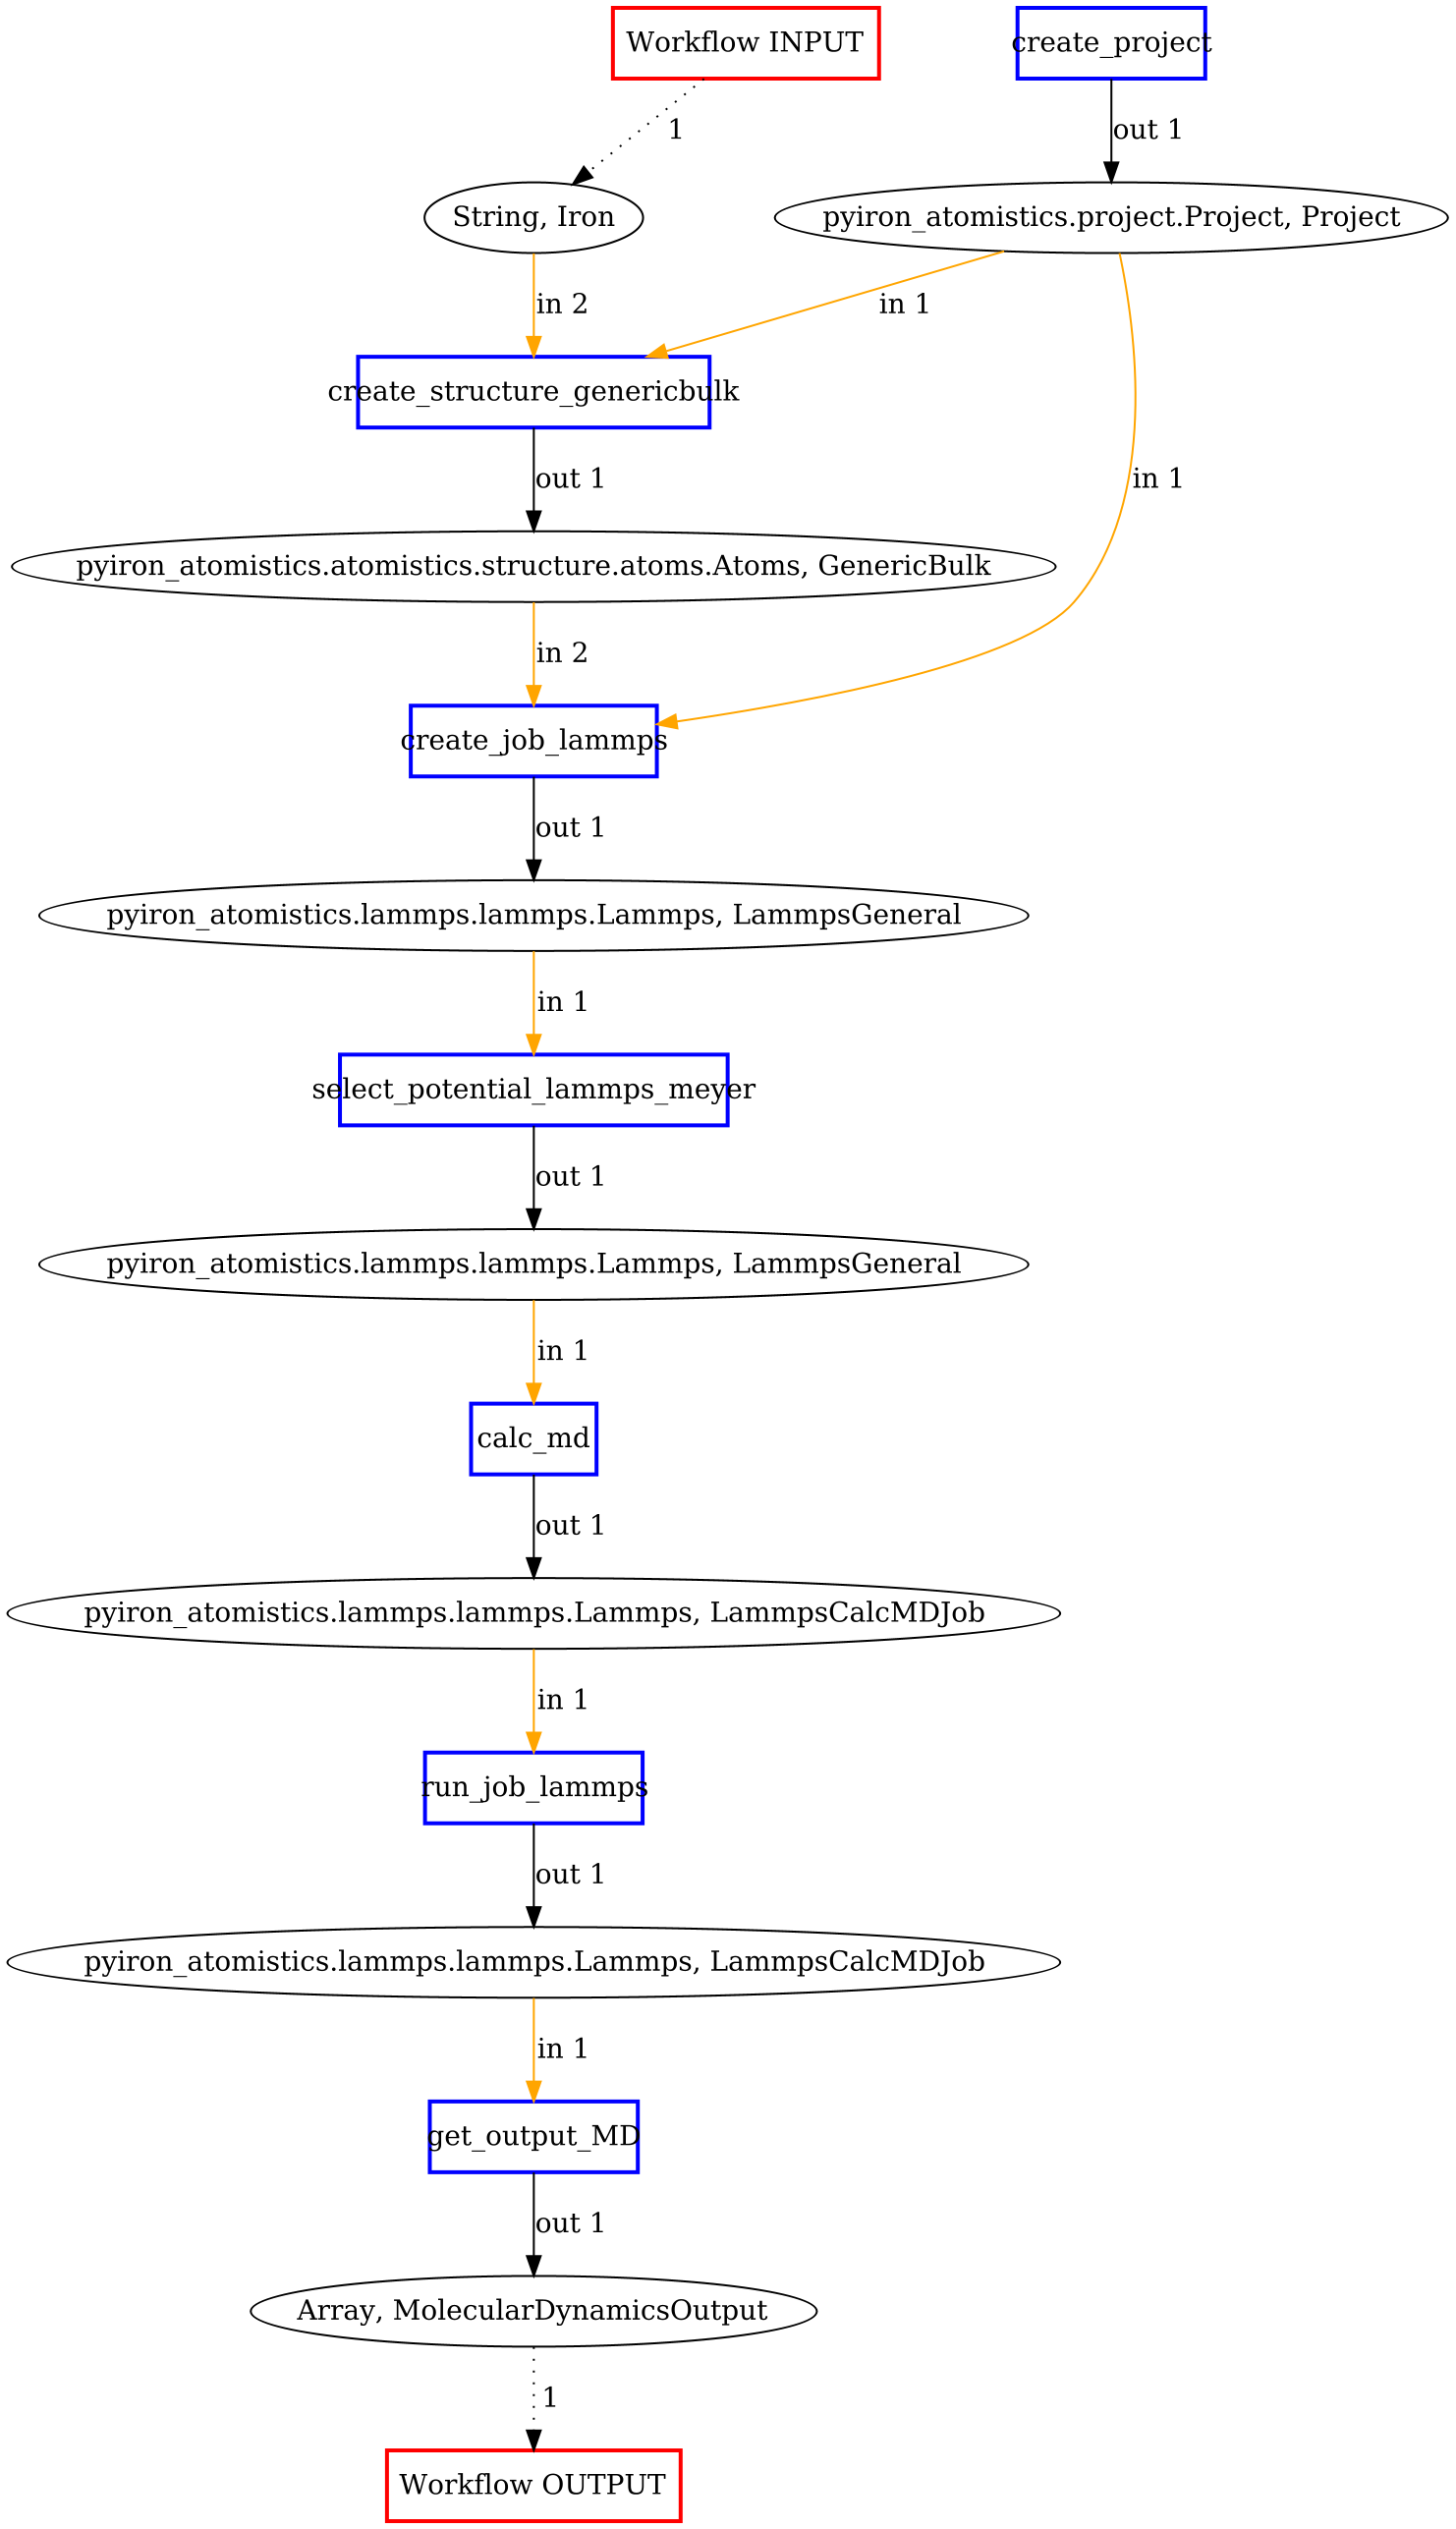 Workflow INPUT
create_project
1
out 1
String, Iron
pyiron_atomistics.project.Project, Project
in 2
in 1
create_structure_genericbulk
out 1
in 1
pyiron_atomistics.atomistics.structure.atoms.Atoms, GenericBulk
in 2
create_job_lammps
out 1
pyiron_atomistics.lammps.lammps.Lammps, LammpsGeneral
in 1
select_potential_lammps_meyer
out 1
pyiron_atomistics.lammps.lammps.Lammps, LammpsGeneral
in 1
calc_md
out 1
pyiron_atomistics.lammps.lammps.Lammps, LammpsCalcMDJob
in 1
run_job_lammps
out 1
pyiron_atomistics.lammps.lammps.Lammps, LammpsCalcMDJob
in 1
get_output_MD
out 1
Array, MolecularDynamicsOutput
1
Workflow OUTPUT